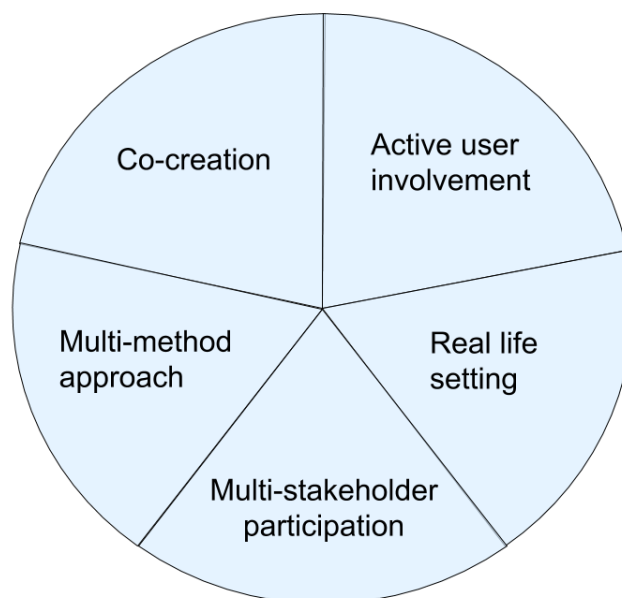 Co-creation
Active user
involvement
Multi-method
approach
Real life
setting
Multi-stakeholder
participation